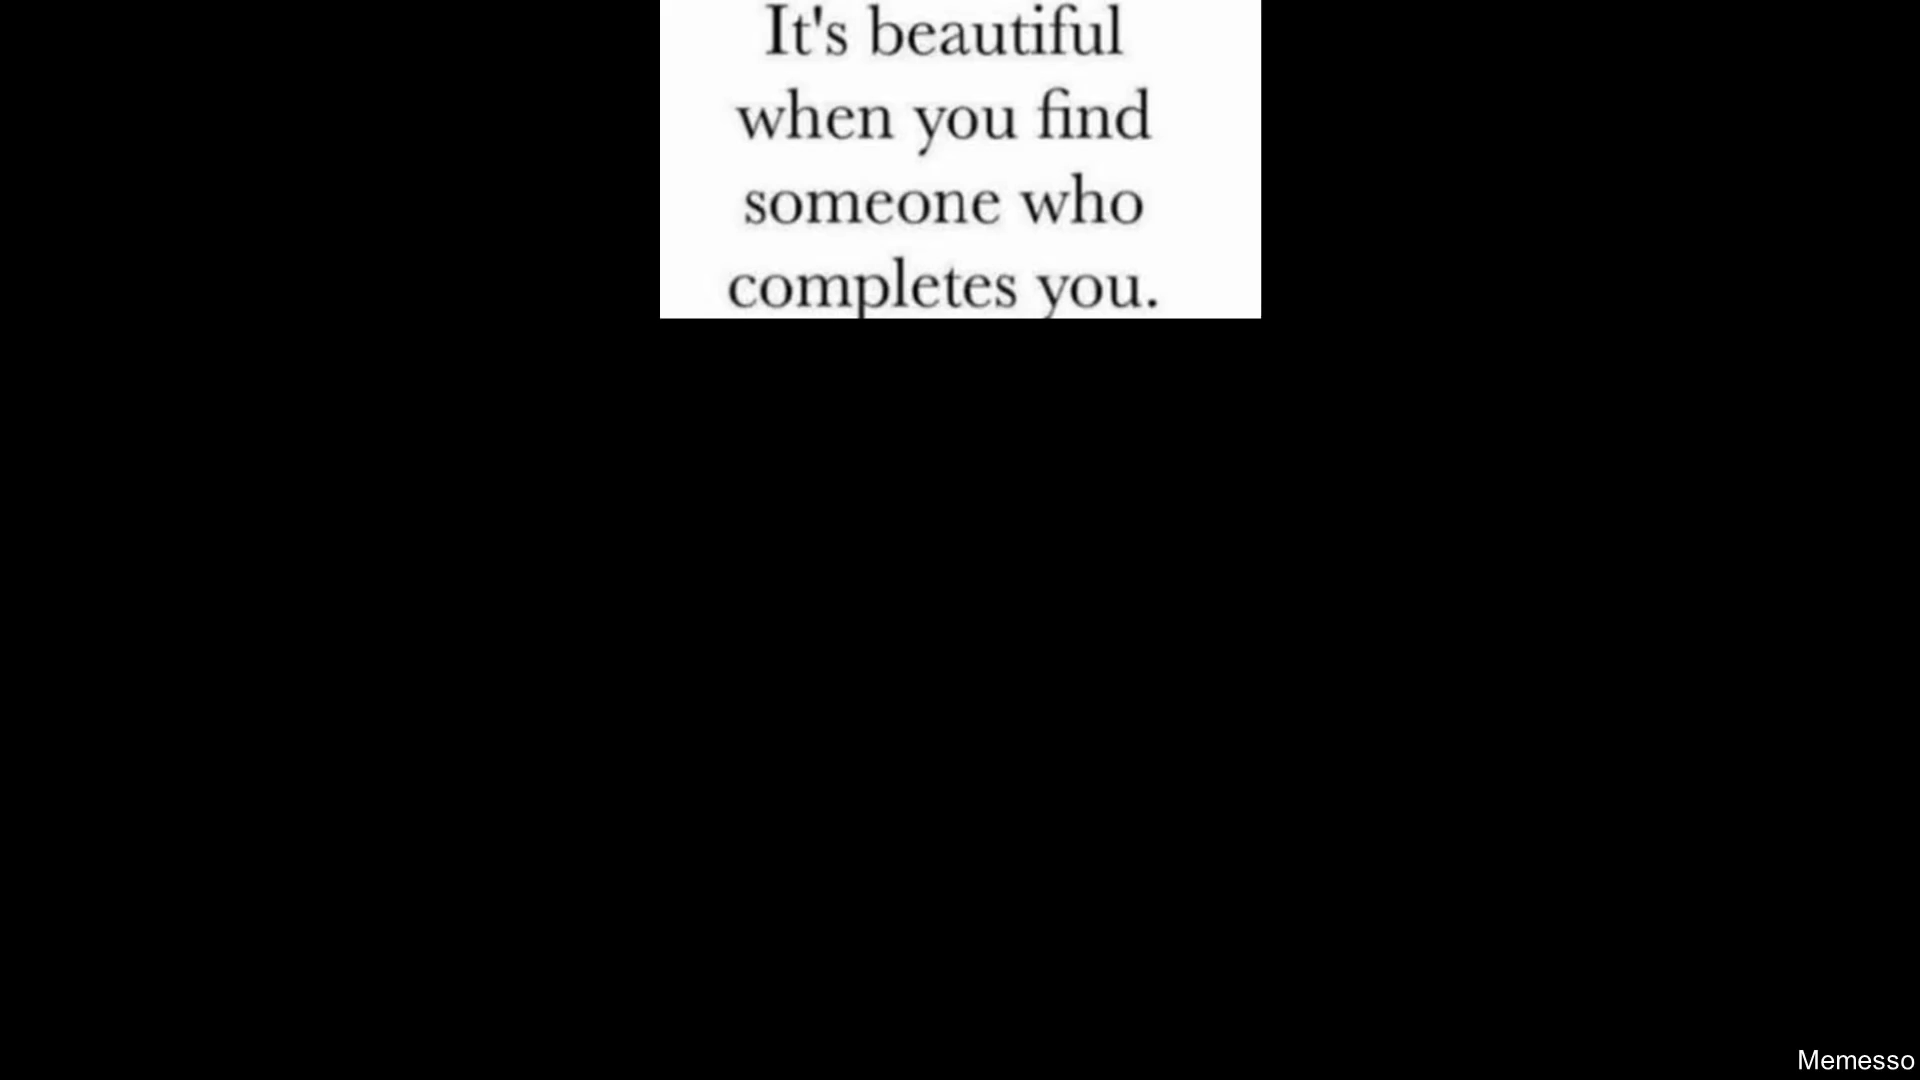 It's beautiful
when you find
someone who
completes you.
Memesso